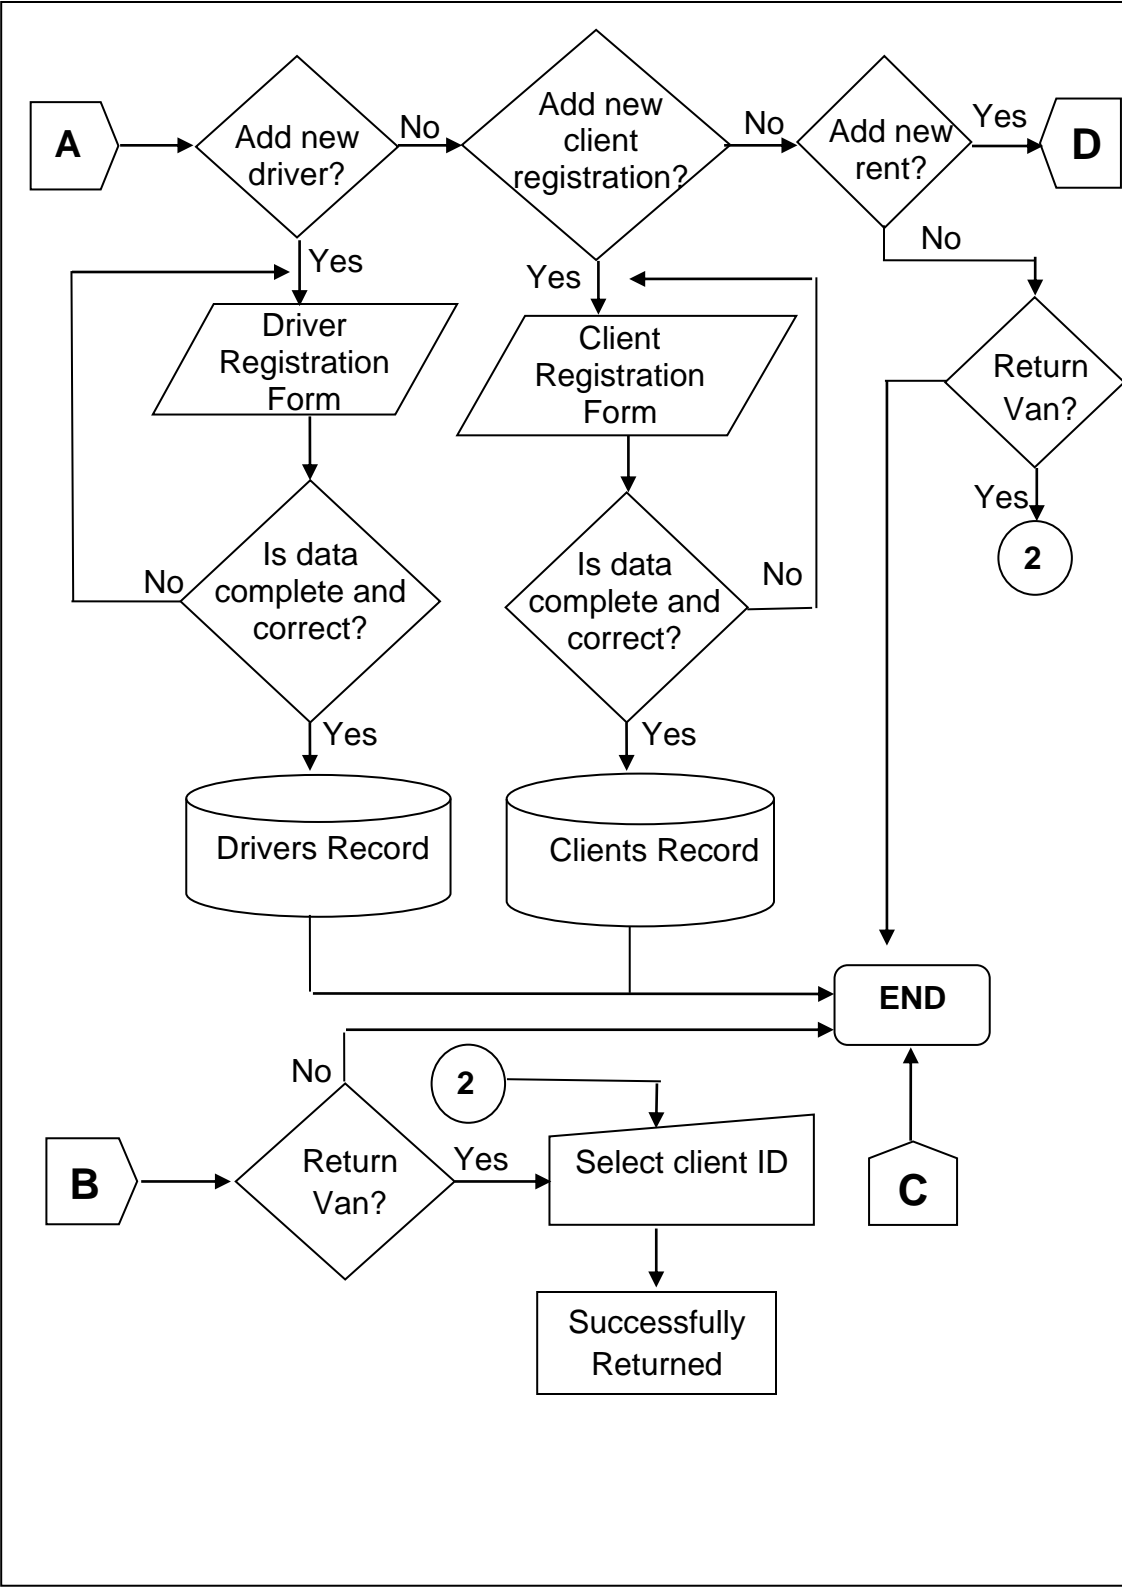 A
Add new
driver?
No
Add new
client
registration?
No
Add new
rent?
Yes
D
Yes
Yes
No
Driver
Registration
Form
Client
Registration
Form
Return
Van?
Yes
2
No
Is data
complete and
correct?
Is data
complete and
correct?
No
Yes
Yes
Drivers Record
Clients Record
END
No
2
B
Return
Van?
Yes
Select client ID
C
Successfully
Returned